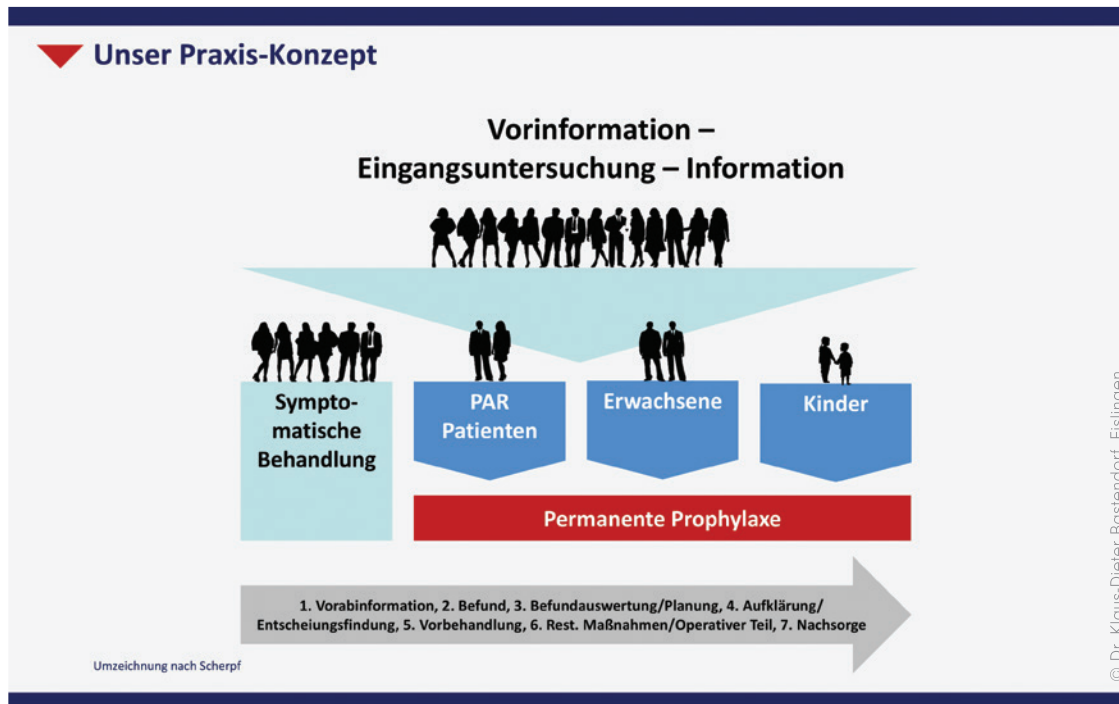 Unser Praxis-Konzept
Vorinformation –
Eingangsuntersuchung – Information
Sympto-
matische
Behandlung
PAR
Patienten
Erwachsene
Kinder
Permanente Prophylaxe
1. Vorabinformation, 2. Befund, 3. Befundauswertung/Planung, 4. Aufklärung/
Entscheiungsfindung, 5. Vorbehandlung, 6. Rest. Maßnahmen/Operativer Teil, 7. Nachsorge
Umzeichnung nach Scherpf
© Dr. Klaus-Dieter Bastendorf, Eislingen